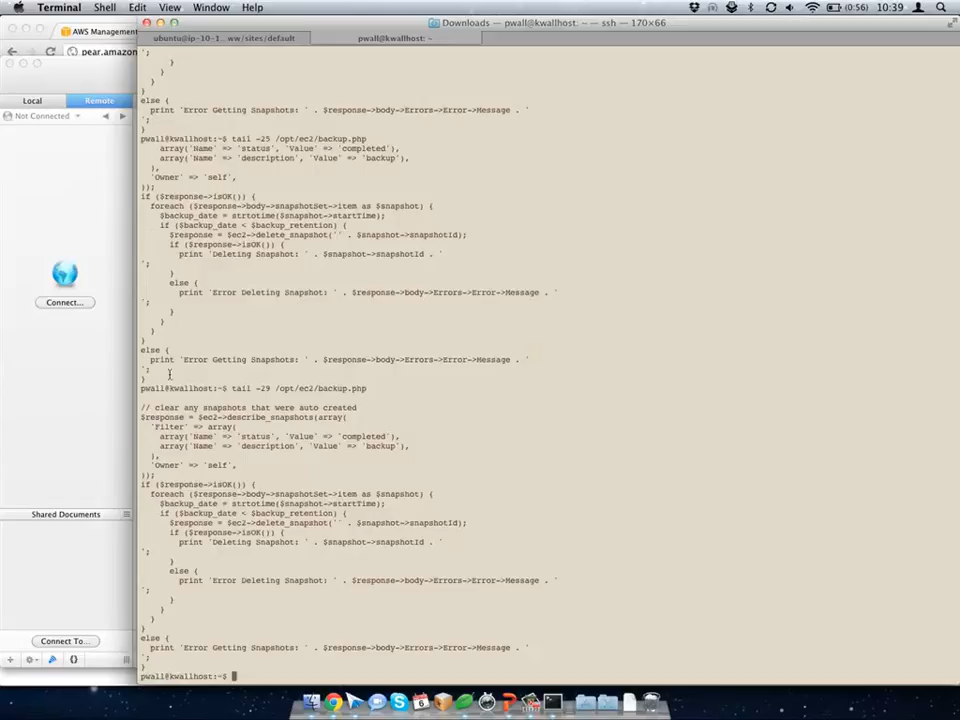 Terminal Shell Edit View Window Help (0:56) 10:39
Downloads — pwall@kwallhost: ~ — ssh — 170×66
AWS Managemen
ubuntu@ip-10-1... ww/sites/default pwall@kwallhost: ~
pear.amazon
Local Remote
Not Connected
Connect...
Shared Documents
Connect To...
';
}
}
}
}
else {
print 'Error Getting Snapshots: ' . $response->body->Errors->Error->Message . '
';
}
pwall@kwallhost:~$ tail -25 /opt/ec2/backup.php
array('Name' => 'status', 'Value' => 'completed'),
array('Name' => 'description', 'Value' => 'backup'),
),
'Owner' => 'self',
));
if ($response->isOK()) {
foreach ($response->body->snapshotSet->item as $snapshot) {
$backup_date = strtotime($snapshot->startTime);
if ($backup_date < $backup_retention) {
$response = $ec2->delete_snapshot('' . $snapshot->snapshotId);
if ($response->isOK()) {
print 'Deleting Snapshot: ' . $snapshot->snapshotId . '
';
}
else {
print 'Error Deleting Snapshot: ' . $response->body->Errors->Error->Message . '
';
}
}
}
}
else {
print 'Error Getting Snapshots: ' . $response->body->Errors->Error->Message . '
';
}
pwall@kwallhost:~$ tail -29 /opt/ec2/backup.php
// clear any snapshots that were auto created
$response = $ec2->describe_snapshots(array(
'Filter' => array(
array('Name' => 'status', 'Value' => 'completed'),
array('Name' => 'description', 'Value' => 'backup'),
),
'Owner' => 'self',
));
if ($response->isOK()) {
foreach ($response->body->snapshotSet->item as $snapshot) {
$backup_date = strtotime($snapshot->startTime);
if ($backup_date < $backup_retention) {
$response = $ec2->delete_snapshot('' . $snapshot->snapshotId);
if ($response->isOK()) {
print 'Deleting Snapshot: ' . $snapshot->snapshotId . '
';
}
else {
print 'Error Deleting Snapshot: ' . $response->body->Errors->Error->Message . '
';
}
}
}
}
else {
print 'Error Getting Snapshots: ' . $response->body->Errors->Error->Message . '
';
}
pwall@kwallhost:~$